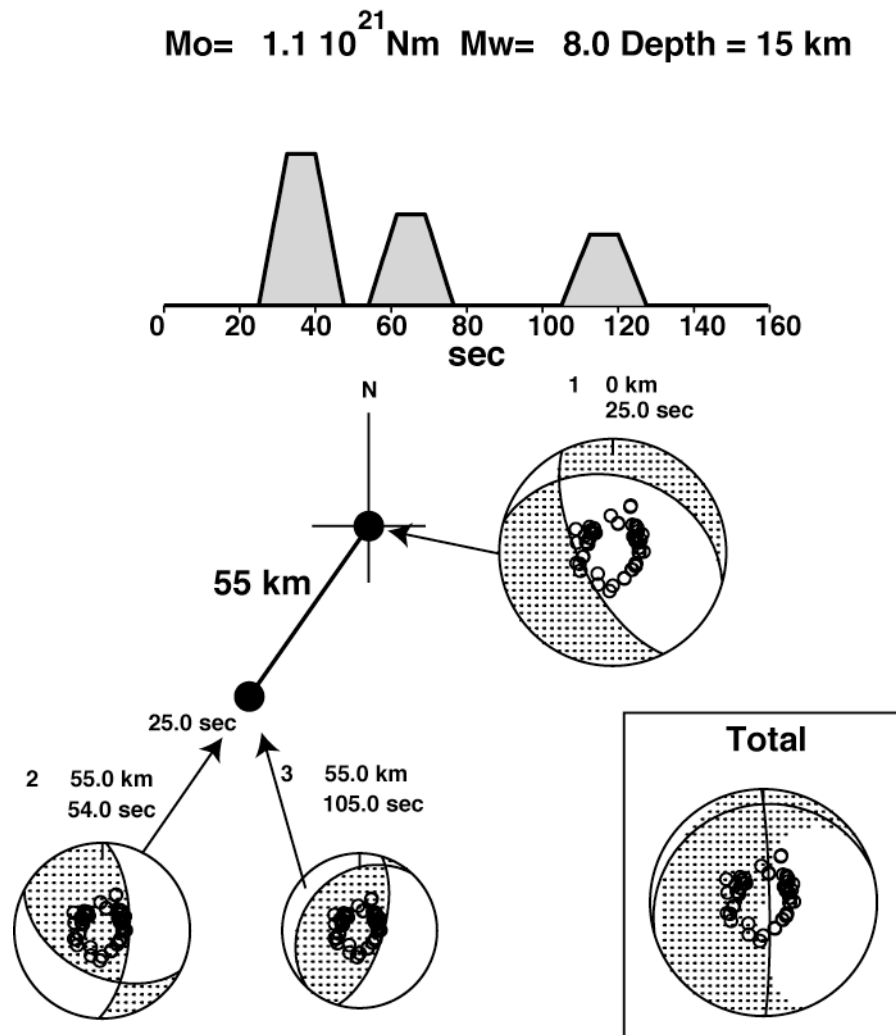 Mo= 1.1 10²¹ Nm Mw= 8.0 Depth = 15 km
0 20 40 60 80 100 120 140 160
sec
N
1 0 km
25.0 sec
55 km
25.0 sec
2 55.0 km
54.0 sec
3 55.0 km
105.0 sec
Total